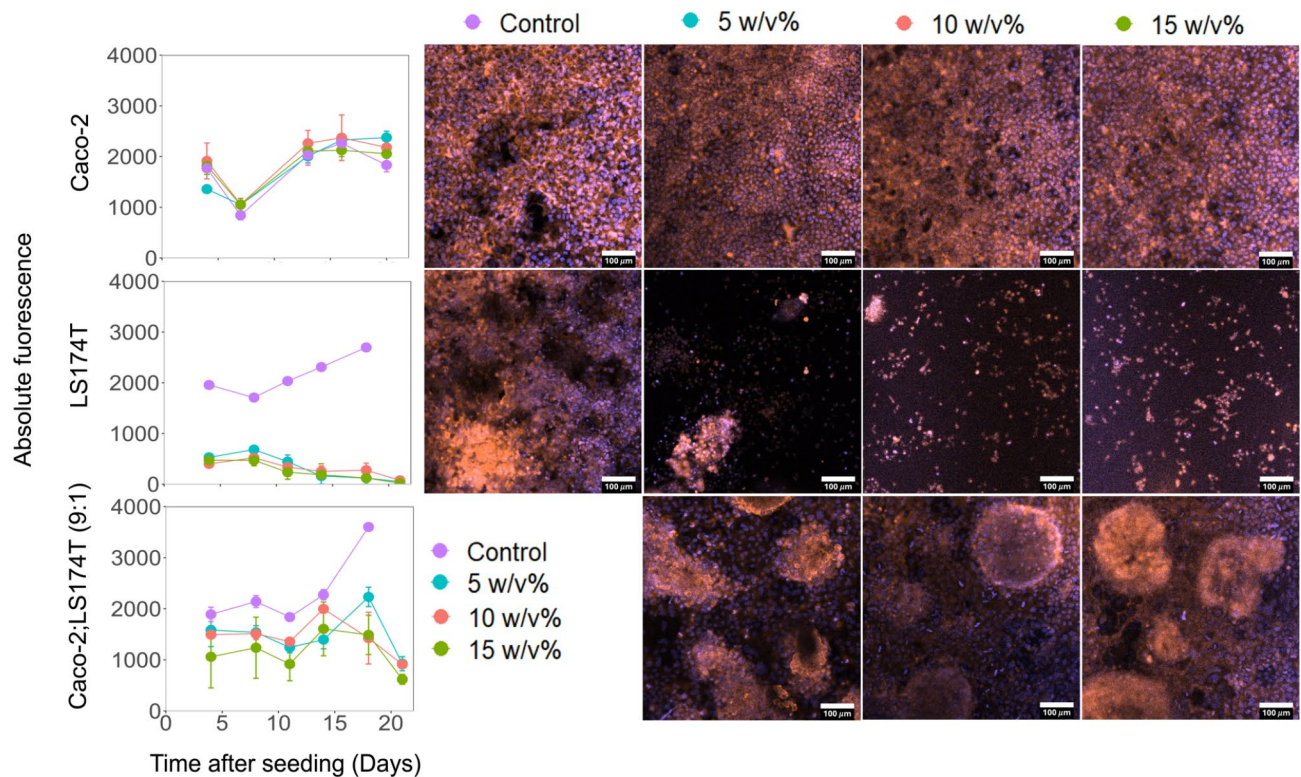 Control
5 w/v%
10 w/v%
15 w/v%
Absolute fuorescence
Caco-2
4000
3000
2000
1000
0
100 µm
100 µm
100 µm
100 µm
LS174T
4000
3000
2000
1000
0
100 µm
100 µm
100 µm
100 µm
Caco-2;LS174T (9:1)
4000
3000
2000
1000
0
0
5
10
15
20
Time after seeding (Days)
Control
5 w/v%
10 w/v%
15 w/v%
100 µm
100 µm
100 µm